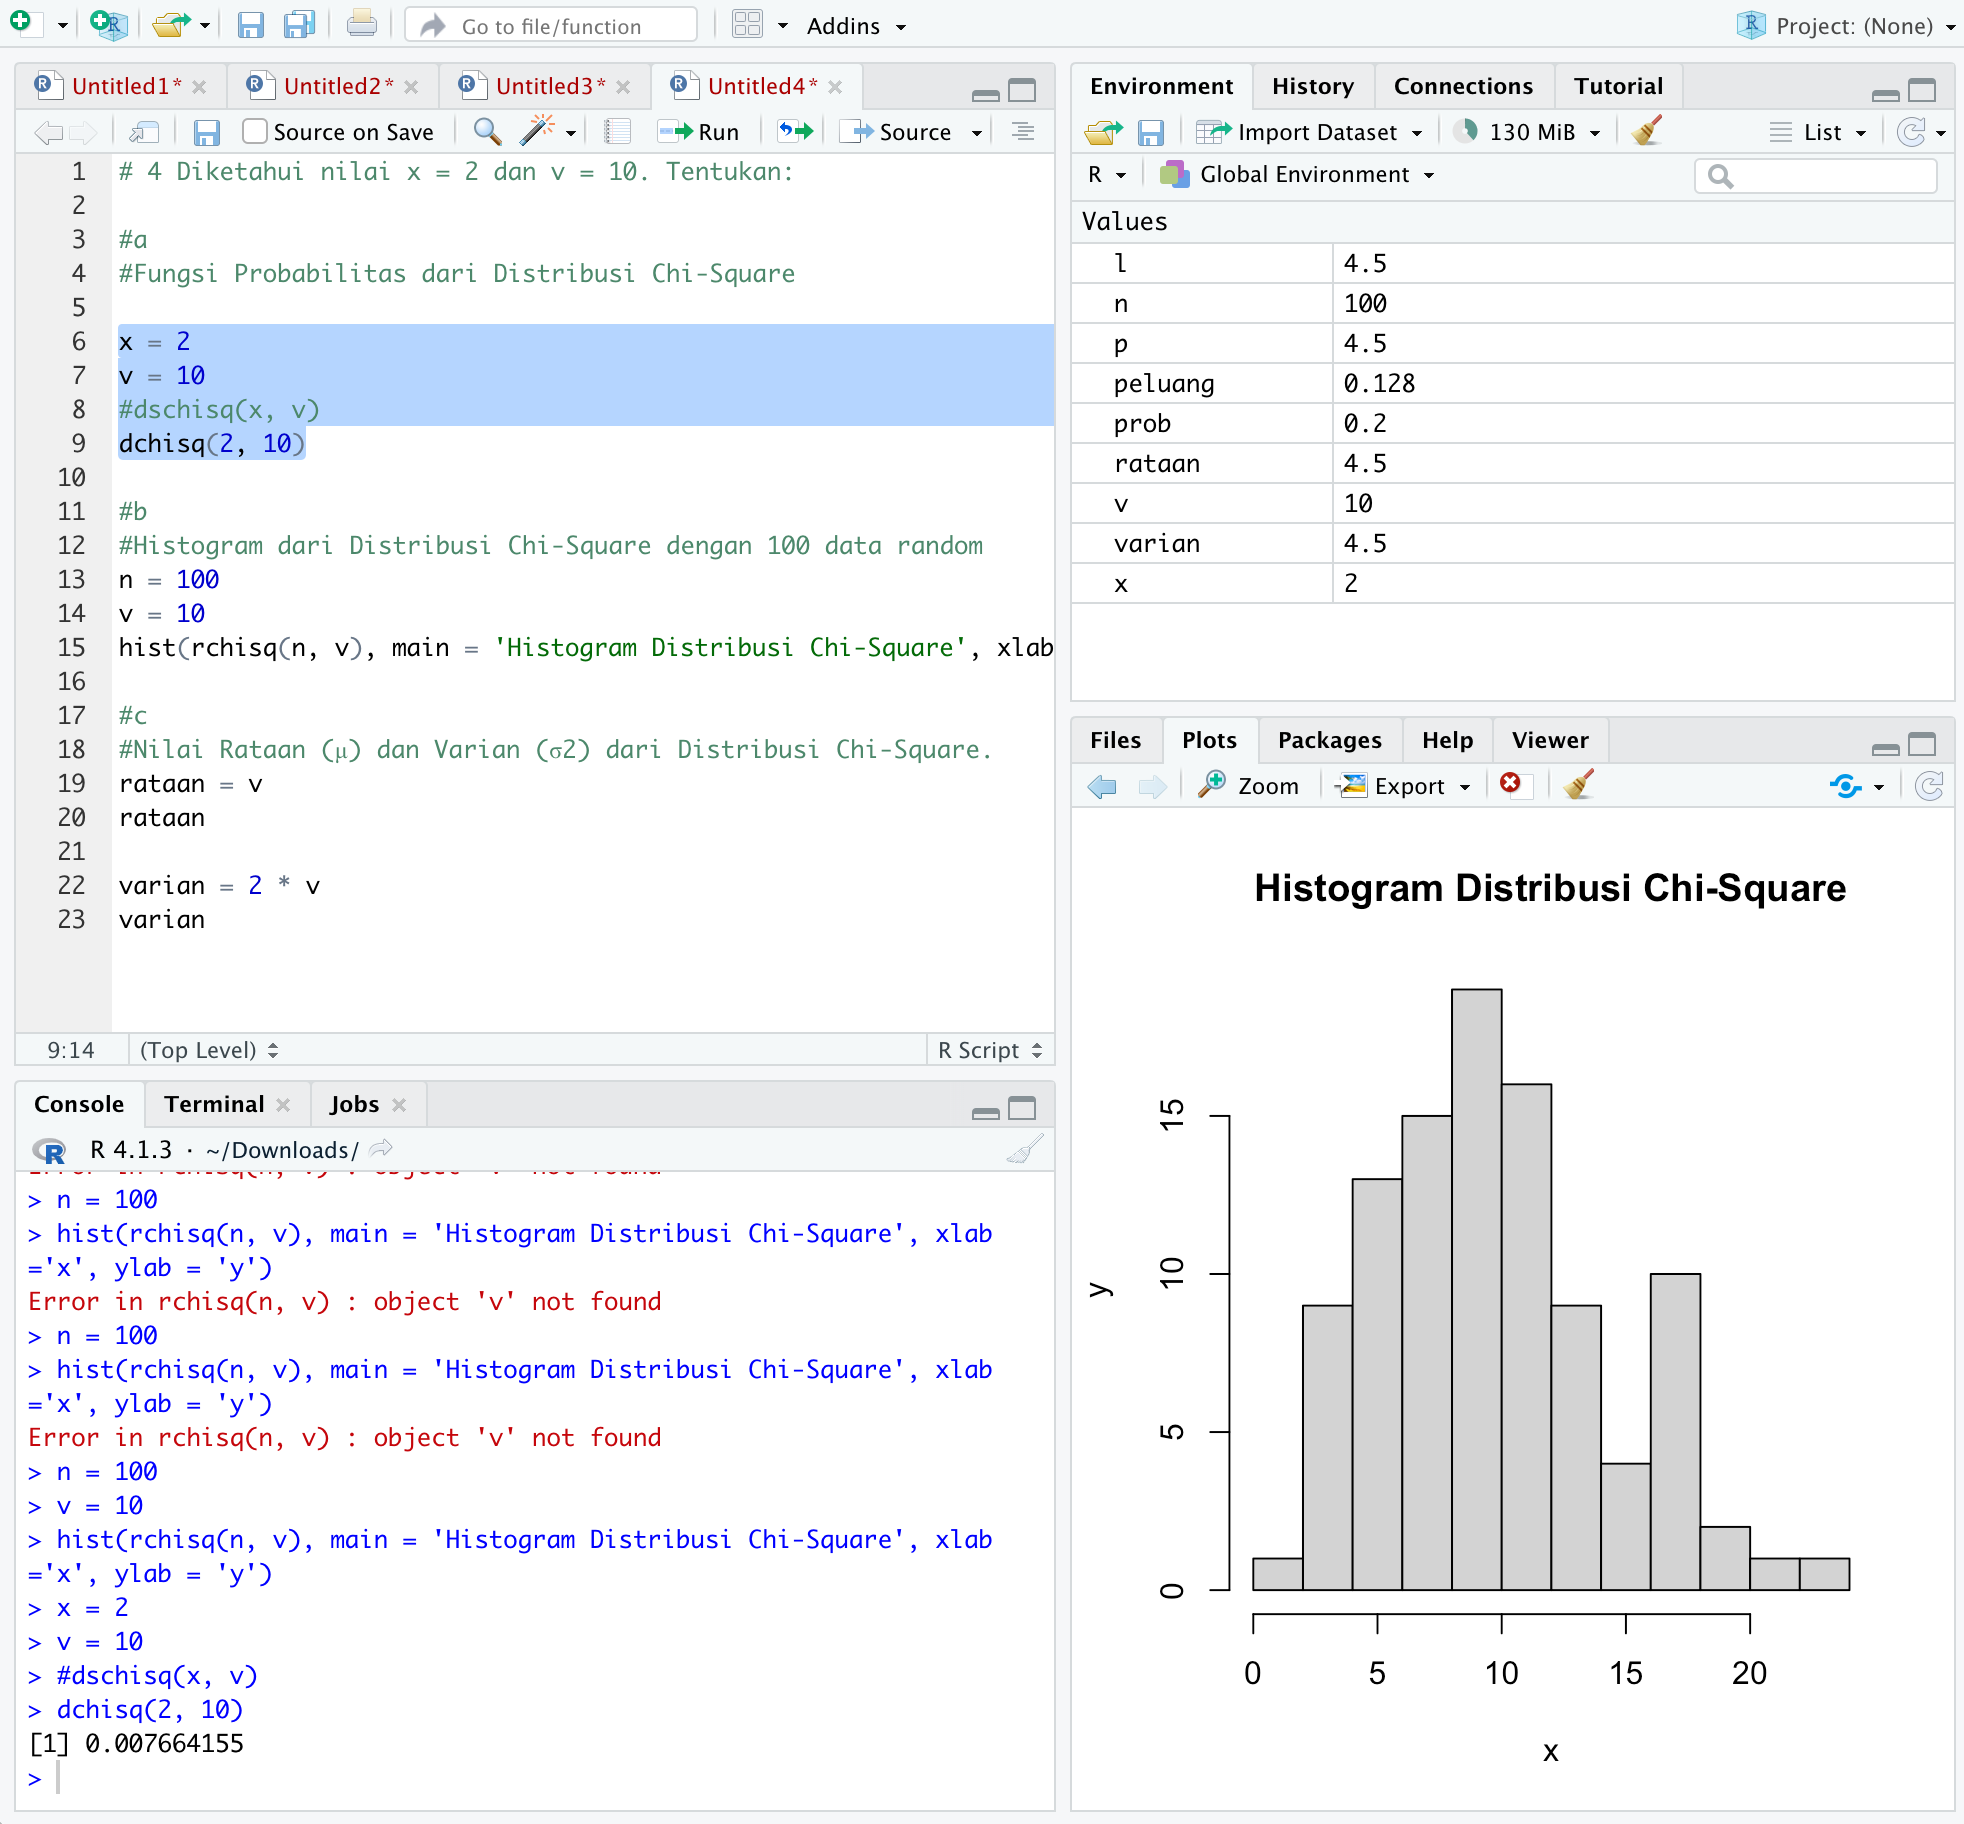 Go to file/function
Addins
Project: (None)
Untitled1*
Untitled2*
Untitled3*
Untitled4*
Source on Save
Run
Source
1 # 4 Diketahui nilai x = 2 dan v = 10. Tentukan:
2
3 #a
4 #Fungsi Probabilitas dari Distribusi Chi-Square
5
6 x = 2
7 v = 10
8 #dschisq(x, v)
9 dchisq(2, 10)
10
11 #b
12 #Histogram dari Distribusi Chi-Square dengan 100 data random
13 n = 100
14 v = 10
15 hist(rchisq(n, v), main = 'Histogram Distribusi Chi-Square', xlab
16
17 #c
18 #Nilai Rataan (μ) dan Varian (σ2) dari Distribusi Chi-Square.
19 rataan = v
20 rataan
21
22 varian = 2 * v
23 varian
9:14
(Top Level)
R Script
Console
Terminal
Jobs
R 4.1.3 · ~/Downloads/
Error in rchisq(n, v) : object 'v' not found
> n = 100
> hist(rchisq(n, v), main = 'Histogram Distribusi Chi-Square', xlab
='x', ylab = 'y')
Error in rchisq(n, v) : object 'v' not found
> n = 100
> hist(rchisq(n, v), main = 'Histogram Distribusi Chi-Square', xlab
='x', ylab = 'y')
Error in rchisq(n, v) : object 'v' not found
> n = 100
> v = 10
> hist(rchisq(n, v), main = 'Histogram Distribusi Chi-Square', xlab
='x', ylab = 'y')
> x = 2
> v = 10
> #dschisq(x, v)
> dchisq(2, 10)
[1] 0.007664155
>
Environment
History
Connections
Tutorial
Import Dataset
130 MiB
List
R
Global Environment
Values
l 4.5
n 100
p 4.5
peluang 0.128
prob 0.2
rataan 4.5
v 10
varian 4.5
x 2
Files
Plots
Packages
Help
Viewer
Zoom
Export
Histogram Distribusi Chi-Square
y
15
10
5
0
0 5 10 15 20
x